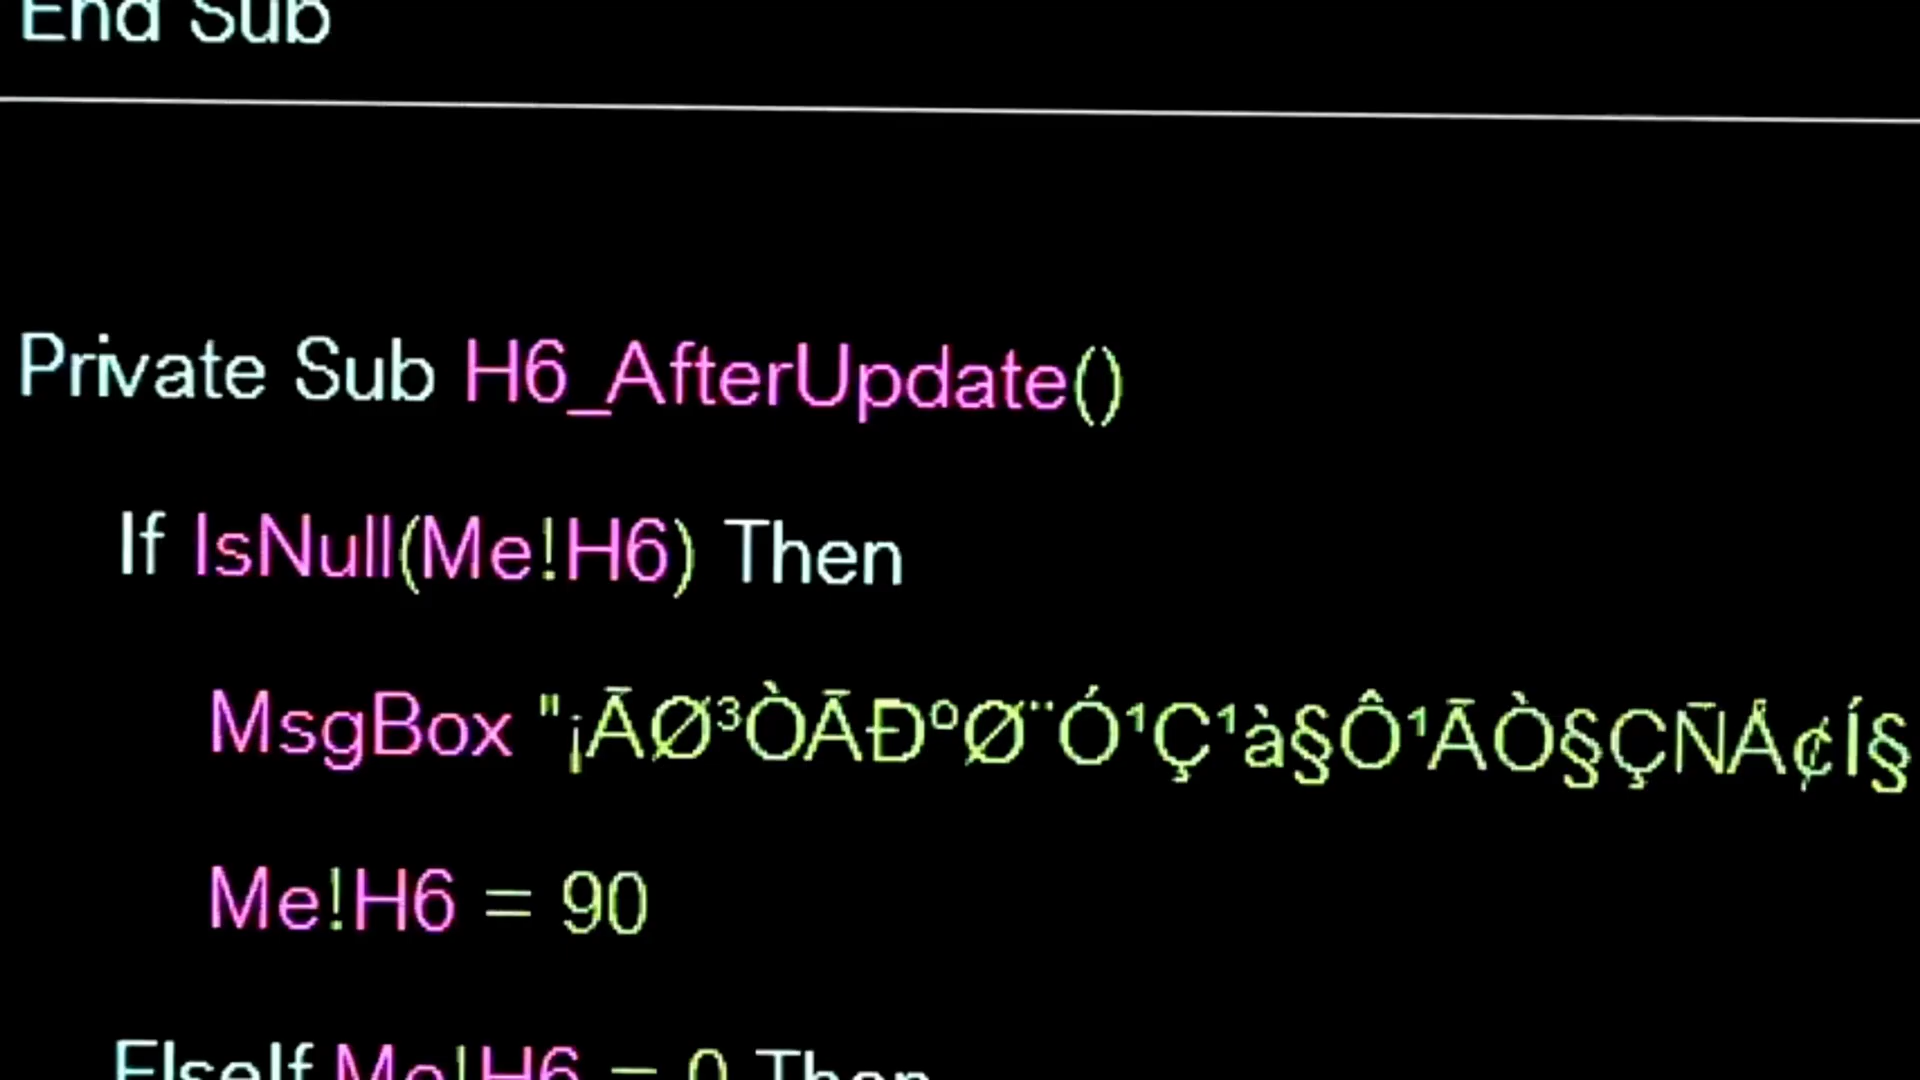 End Sub
Private Sub H6_AfterUpdate()
If IsNull(Me!H6) Then
MsgBox "¡ÃØ³ÒÃÐºØ¨Ó¹Ç¹à§Ô¹ÃÒ§ÇÑÅ¢Í§
Me!H6 = 90
ElseIf Me!H6 = 0 Then